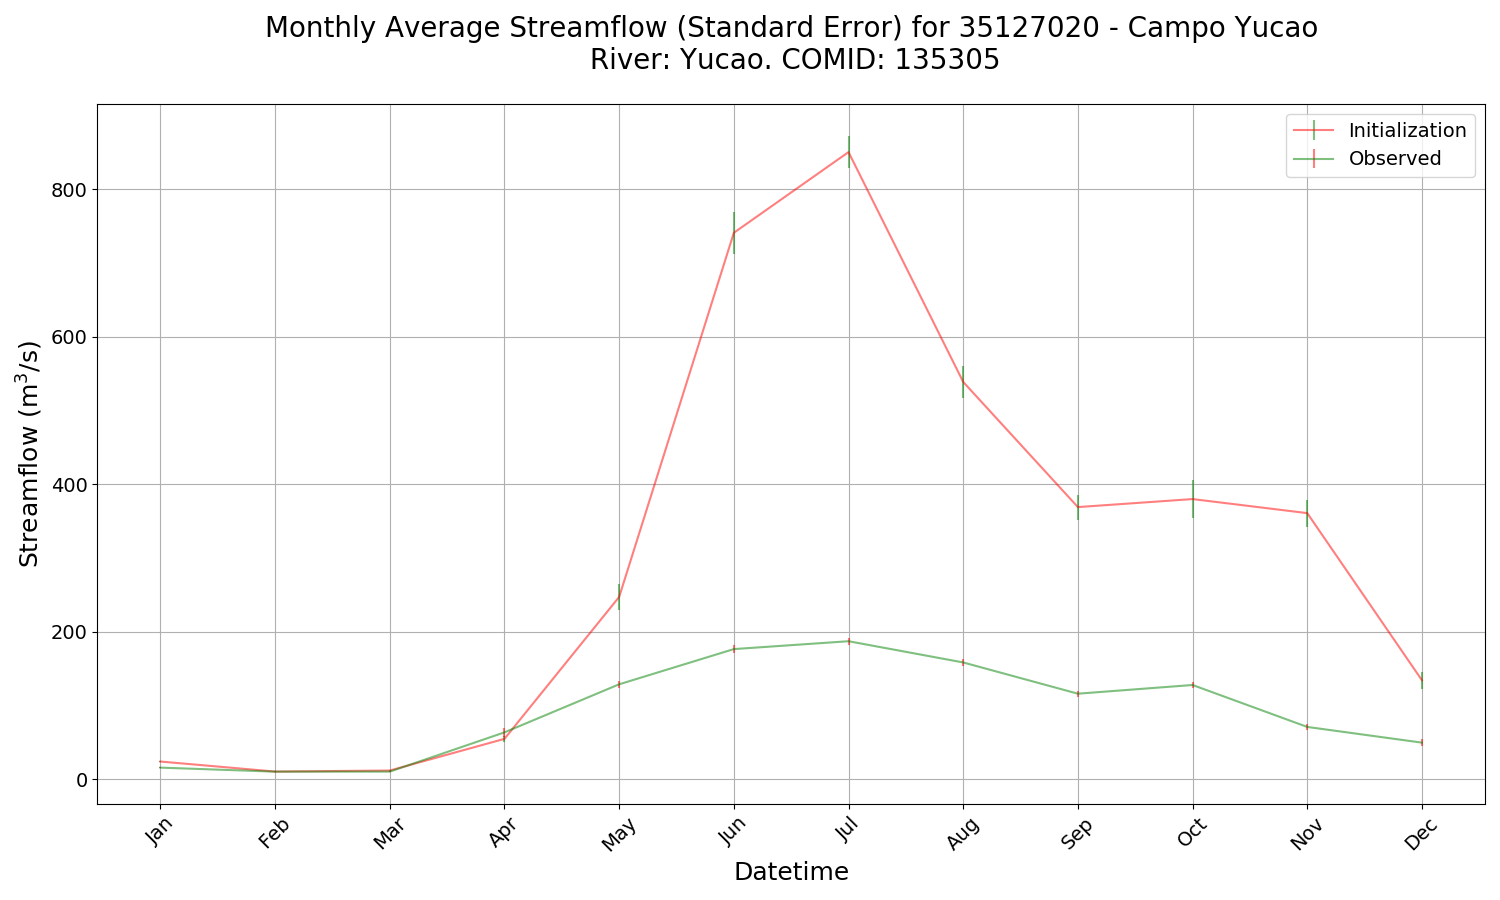 Monthly Average Streamflow (Standard Error) for 35127020 - Campo Yucao
River: Yucao. COMID: 135305
Initialization
Observed
Streamflow (m³/s)
800
600
400
200
0
Jan
Feb
Mar
Apr
May
Jun
Jul
Aug
Sep
Oct
Nov
Dec
Datetime